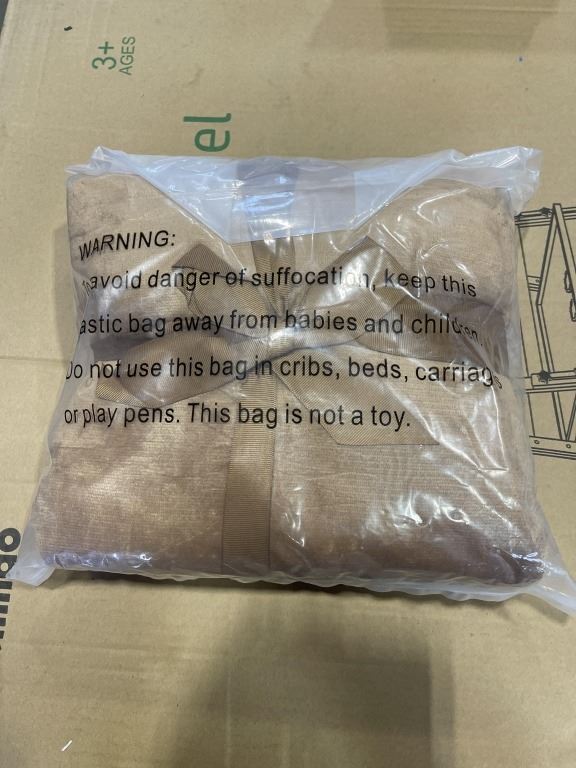 3+
AGES
el
WARNING:
avoid danger of suffocation, keep this
astic bag away from babies and children.
Do not use this bag in cribs, beds, carriages
or play pens. This bag is not a toy.